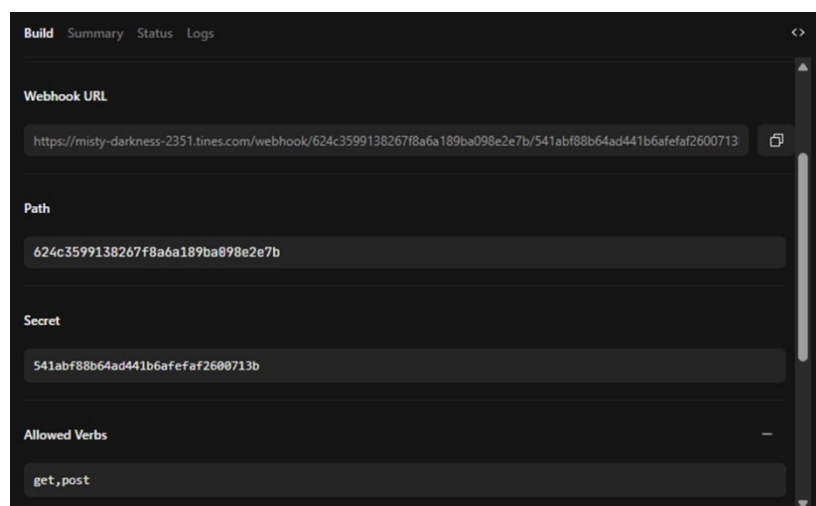 Build Summary Status Logs <>
Webhook URL
https://misty-darkness-2351.tines.com/webhook/624c3599138267f8a6a189ba098e2e7b/541abf88b64ad441b6afefaf2600713
Path
624c3599138267f8a6a189ba098e2e7b
Secret
541abf88b64ad441b6afefaf2600713b
Allowed Verbs
get,post